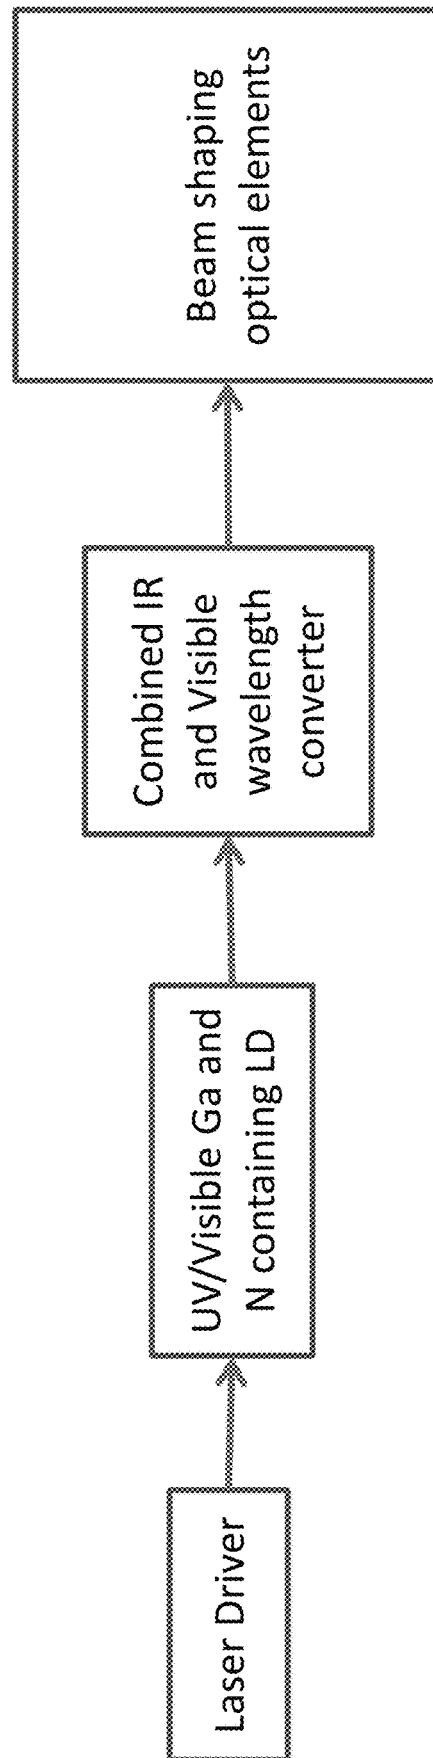 Laser Driver
UV/Visible Ga and
N containing LD
Combined IR
and Visible
wavelength
converter
Beam shaping
optical elements